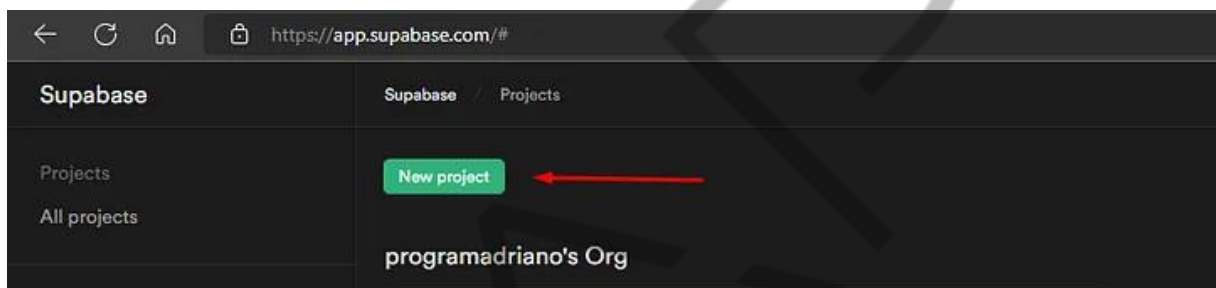 https://app.supabase.com/#
Supabase
Supabase / Projects
Projects
New project
All projects
programadriano's Org